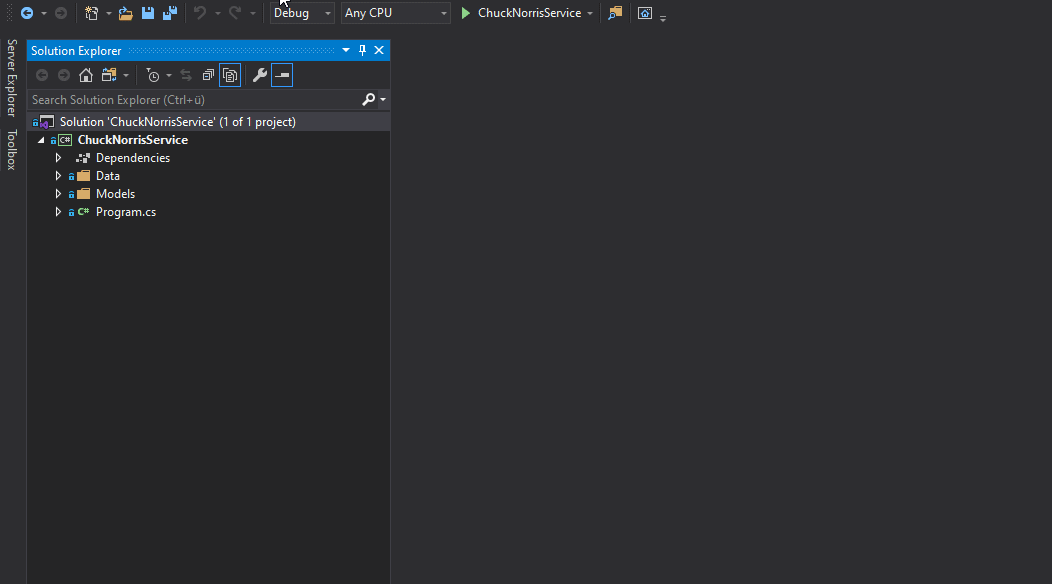 Debug Any CPU ChuckNorrisService
Server Explorer
Toolbox
Solution Explorer
Search Solution Explorer (Ctrl+ü)
Solution 'ChuckNorrisService' (1 of 1 project)
C# ChuckNorrisService
Dependencies
Data
Models
C# Program.cs